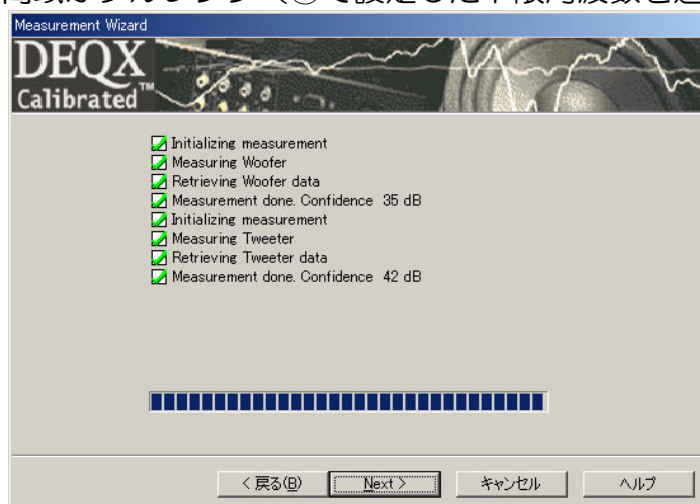 Measurement Wizard
DEQX
Calibrated™
Initializing measurement
Measuring Woofer
Retrieving Woofer data
Measurement done. Confidence 35 dB
Initializing measurement
Measuring Tweeter
Retrieving Tweeter data
Measurement done. Confidence 42 dB
< 戻る(B)
Next >
キャンセル
ヘルプ